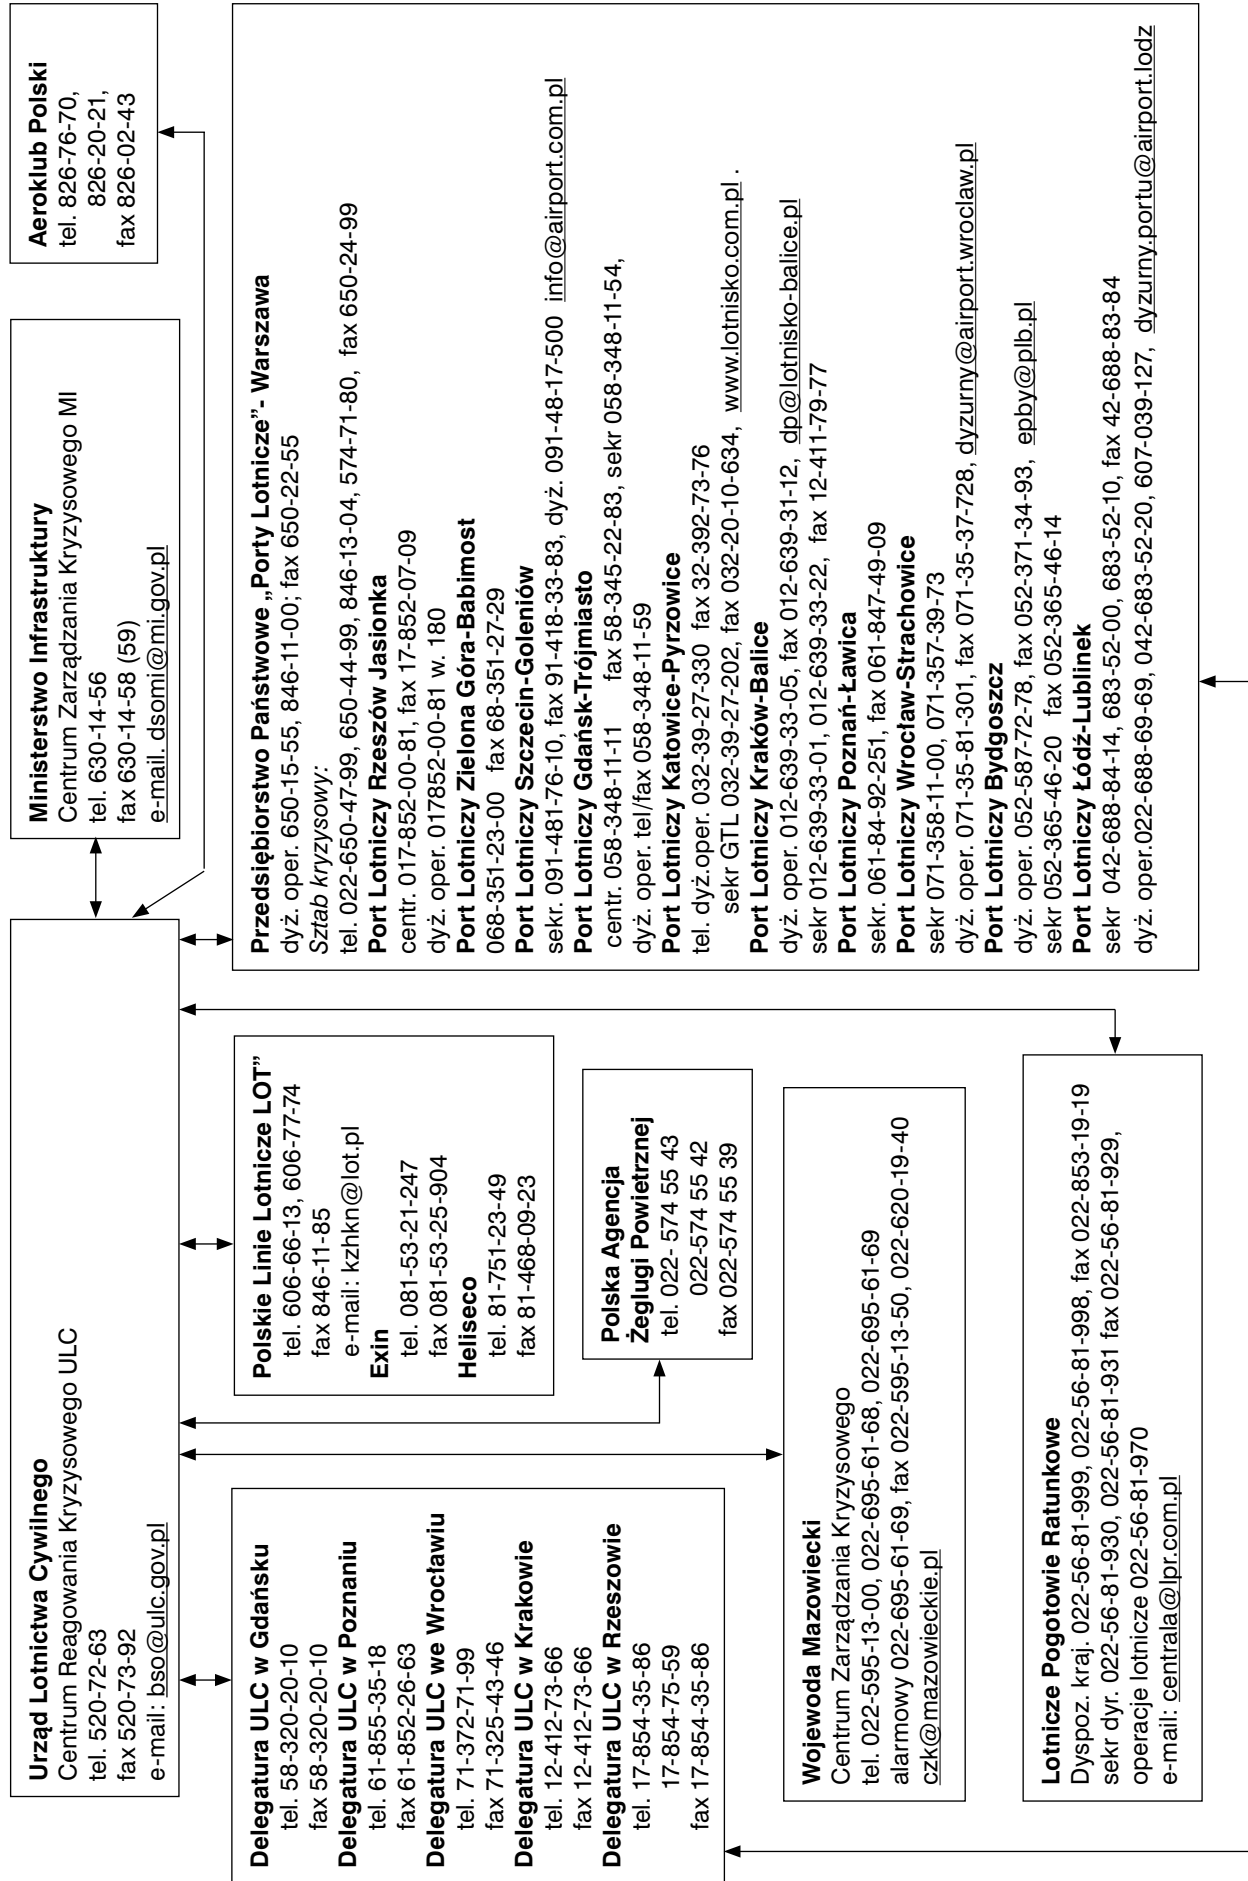 Urząd Lotnictwa Cywilnego
Centrum Reagowania Kryzysowego ULC
tel. 520-72-63
fax 520-73-92
e-mail: bso@ulc.gov.pl
Ministerstwo Infrastruktury
Centrum Zarządzania Kryzysowego MI
tel. 630-14-56
fax 630-14-58 (59)
e-mail. dsomi@mi.gov.pl
Aeroklub Polski
tel. 826-76-70,
826-20-21,
fax 826-02-43
Delegatura ULC w Gdańsku
tel. 58-320-20-10
fax 58-320-20-10
Delegatura ULC w Poznaniu
tel. 61-855-35-18
fax 61-852-26-63
Delegatura ULC we Wrocławiu
tel. 71-372-71-99
fax 71-325-43-46
Delegatura ULC w Krakowie
tel. 12-412-73-66
fax 12-412-73-66
Delegatura ULC w Rzeszowie
tel. 17-854-35-86
17-854-75-59
fax 17-854-35-86
Polskie Linie Lotnicze LOT”
tel. 606-66-13, 606-77-74
fax 846-11-85
e-mail: kzhkn@lot.pl
Exin
tel. 081-53-21-247
fax 081-53-25-904
Heliseco
tel. 81-751-23-49
fax 81-468-09-23
Polska Agencja
Żeglugi Powietrznej
tel. 022- 574 55 43
022-574 55 42
fax 022-574 55 39
Wojewoda Mazowiecki
Centrum Zarządzania Kryzysowego
tel. 022-595-13-00, 022-695-61-68, 022-695-61-69
alarmowy 022-695-61-69, fax 022-595-13-50, 022-620-19-40
czk@mazowieckie.pl
Lotnicze Pogotowie Ratunkowe
Dyspoz. kraj. 022-56-81-999, 022-56-81-998, fax 022-853-19-19
sekr dyr. 022-56-81-930, 022-56-81-931 fax 022-56-81-929,
operacje lotnicze 022-56-81-970
e-mail: centrala@lpr.com.pl
Przedsiębiorstwo Państwowe „Porty Lotnicze”- Warszawa
dyż. oper. 650-15-55, 846-11-00; fax 650-22-55
Sztab kryzysowy:
tel. 022-650-47-99, 650-44-99, 846-13-04, 574-71-80, fax 650-24-99
Port Lotniczy Rzeszów Jasionka
centr. 017-852-00-81, fax 17-852-07-09
dyż. oper. 017852-00-81 w. 180
Port Lotniczy Zielona Góra-Babimost
068-351-23-00 fax 68-351-27-29
Port Lotniczy Szczecin-Goleniów
sekr. 091-481-76-10, fax 91-418-33-83, dyż. 091-48-17-500 info@airport.com.pl
Port Lotniczy Gdańsk-Trójmiasto
centr. 058-348-11-11 fax 58-345-22-83, sekr 058-348-11-54,
dyż. oper. tel/fax 058-348-11-59
Port Lotniczy Katowice-Pyrzowice
tel. dyż.oper. 032-39-27-330 fax 32-392-73-76
sekr GTL 032-39-27-202, fax 032-20-10-634, www.lotnisko.com.pl .
Port Lotniczy Kraków-Balice
dyż. oper. 012-639-33-05, fax 012-639-31-12, dp@lotnisko-balice.pl
sekr 012-639-33-01, 012-639-33-22, fax 12-411-79-77
Port Lotniczy Poznań-Ławica
sekr. 061-84-92-251, fax 061-847-49-09
Port Lotniczy Wrocław-Strachowice
sekr 071-358-11-00, 071-357-39-73
dyż. oper. 071-35-81-301, fax 071-35-37-728, dyzurny@airport.wroclaw.pl
Port Lotniczy Bydgoszcz
dyż. oper. 052-587-72-78, fax 052-371-34-93, epby@plb.pl
sekr 052-365-46-20 fax 052-365-46-14
Port Lotniczy Łódź-Lublinek
sekr 042-688-84-14, 683-52-00, 683-52-10, fax 42-688-83-84
dyż. oper.022-688-69-69, 042-683-52-20, 607-039-127, dyzurny.portu@airport.lodz